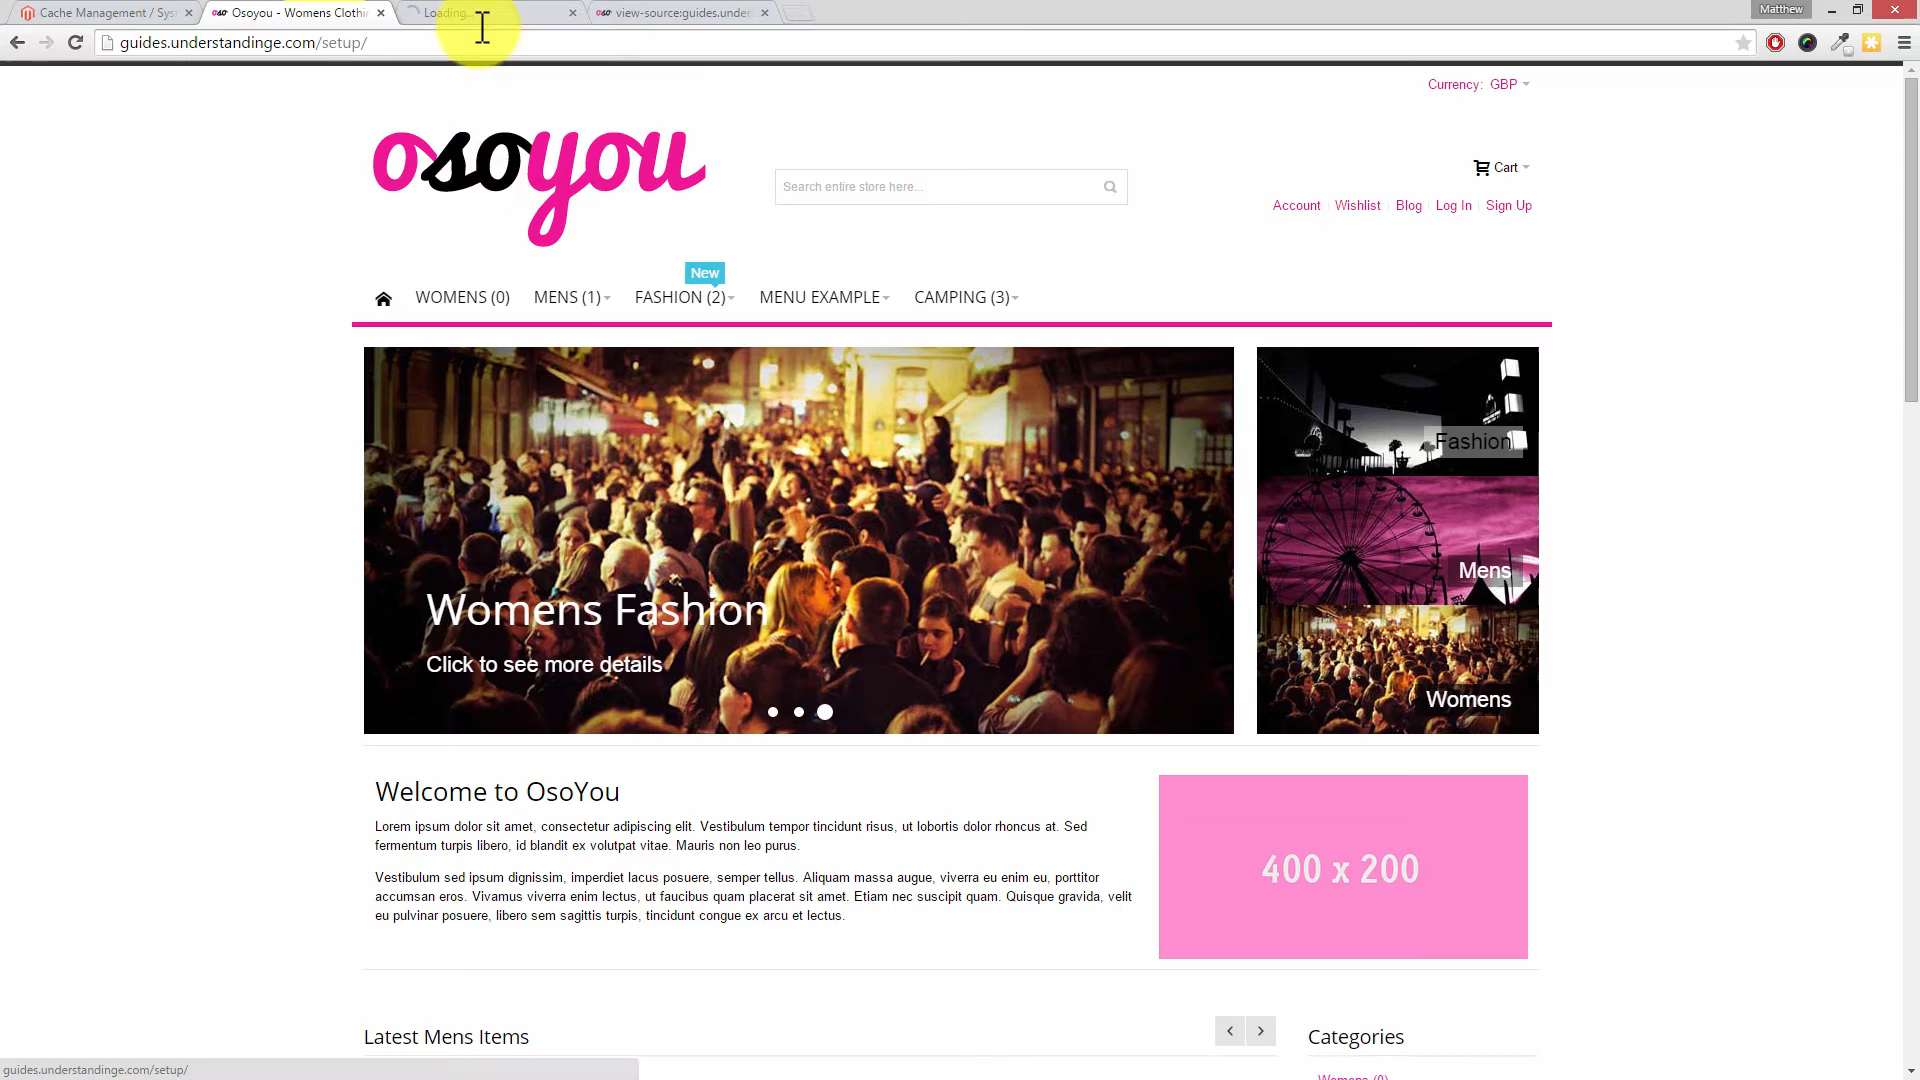 Cache Management / Sys
Osoyou - Womens Clothi
Loading...
view-source:guides.unders
Matthew
guides.understandinge.com/setup/
Currency: GBP
osoyou
Search entire store here...
Cart
Account Wishlist Blog Log In Sign Up
New
WOMENS (0) MENS (1) FASHION (2) MENU EXAMPLE CAMPING (3)
Fashion
Mens
Womens Fashion
Click to see more details
Womens
Welcome to OsoYou
Lorem ipsum dolor sit amet, consectetur adipiscing elit. Vestibulum tempor tincidunt risus, ut lobortis dolor rhoncus at. Sed
fermentum turpis libero, id blandit ex volutpat vitae. Mauris non leo purus.
Vestibulum sed ipsum dignissim, imperdiet lacus posuere, semper tellus. Aliquam massa augue, viverra eu enim eu, porttitor
accumsan eros. Vivamus viverra enim lectus, ut faucibus quam placerat sit amet. Etiam nec suscipit quam. Quisque gravida, velit
eu pulvinar posuere, libero sem sagittis turpis, tincidunt congue ex arcu et lectus.
400 x 200
Latest Mens Items
Categories
Womens (0)
guides.understandinge.com/setup/